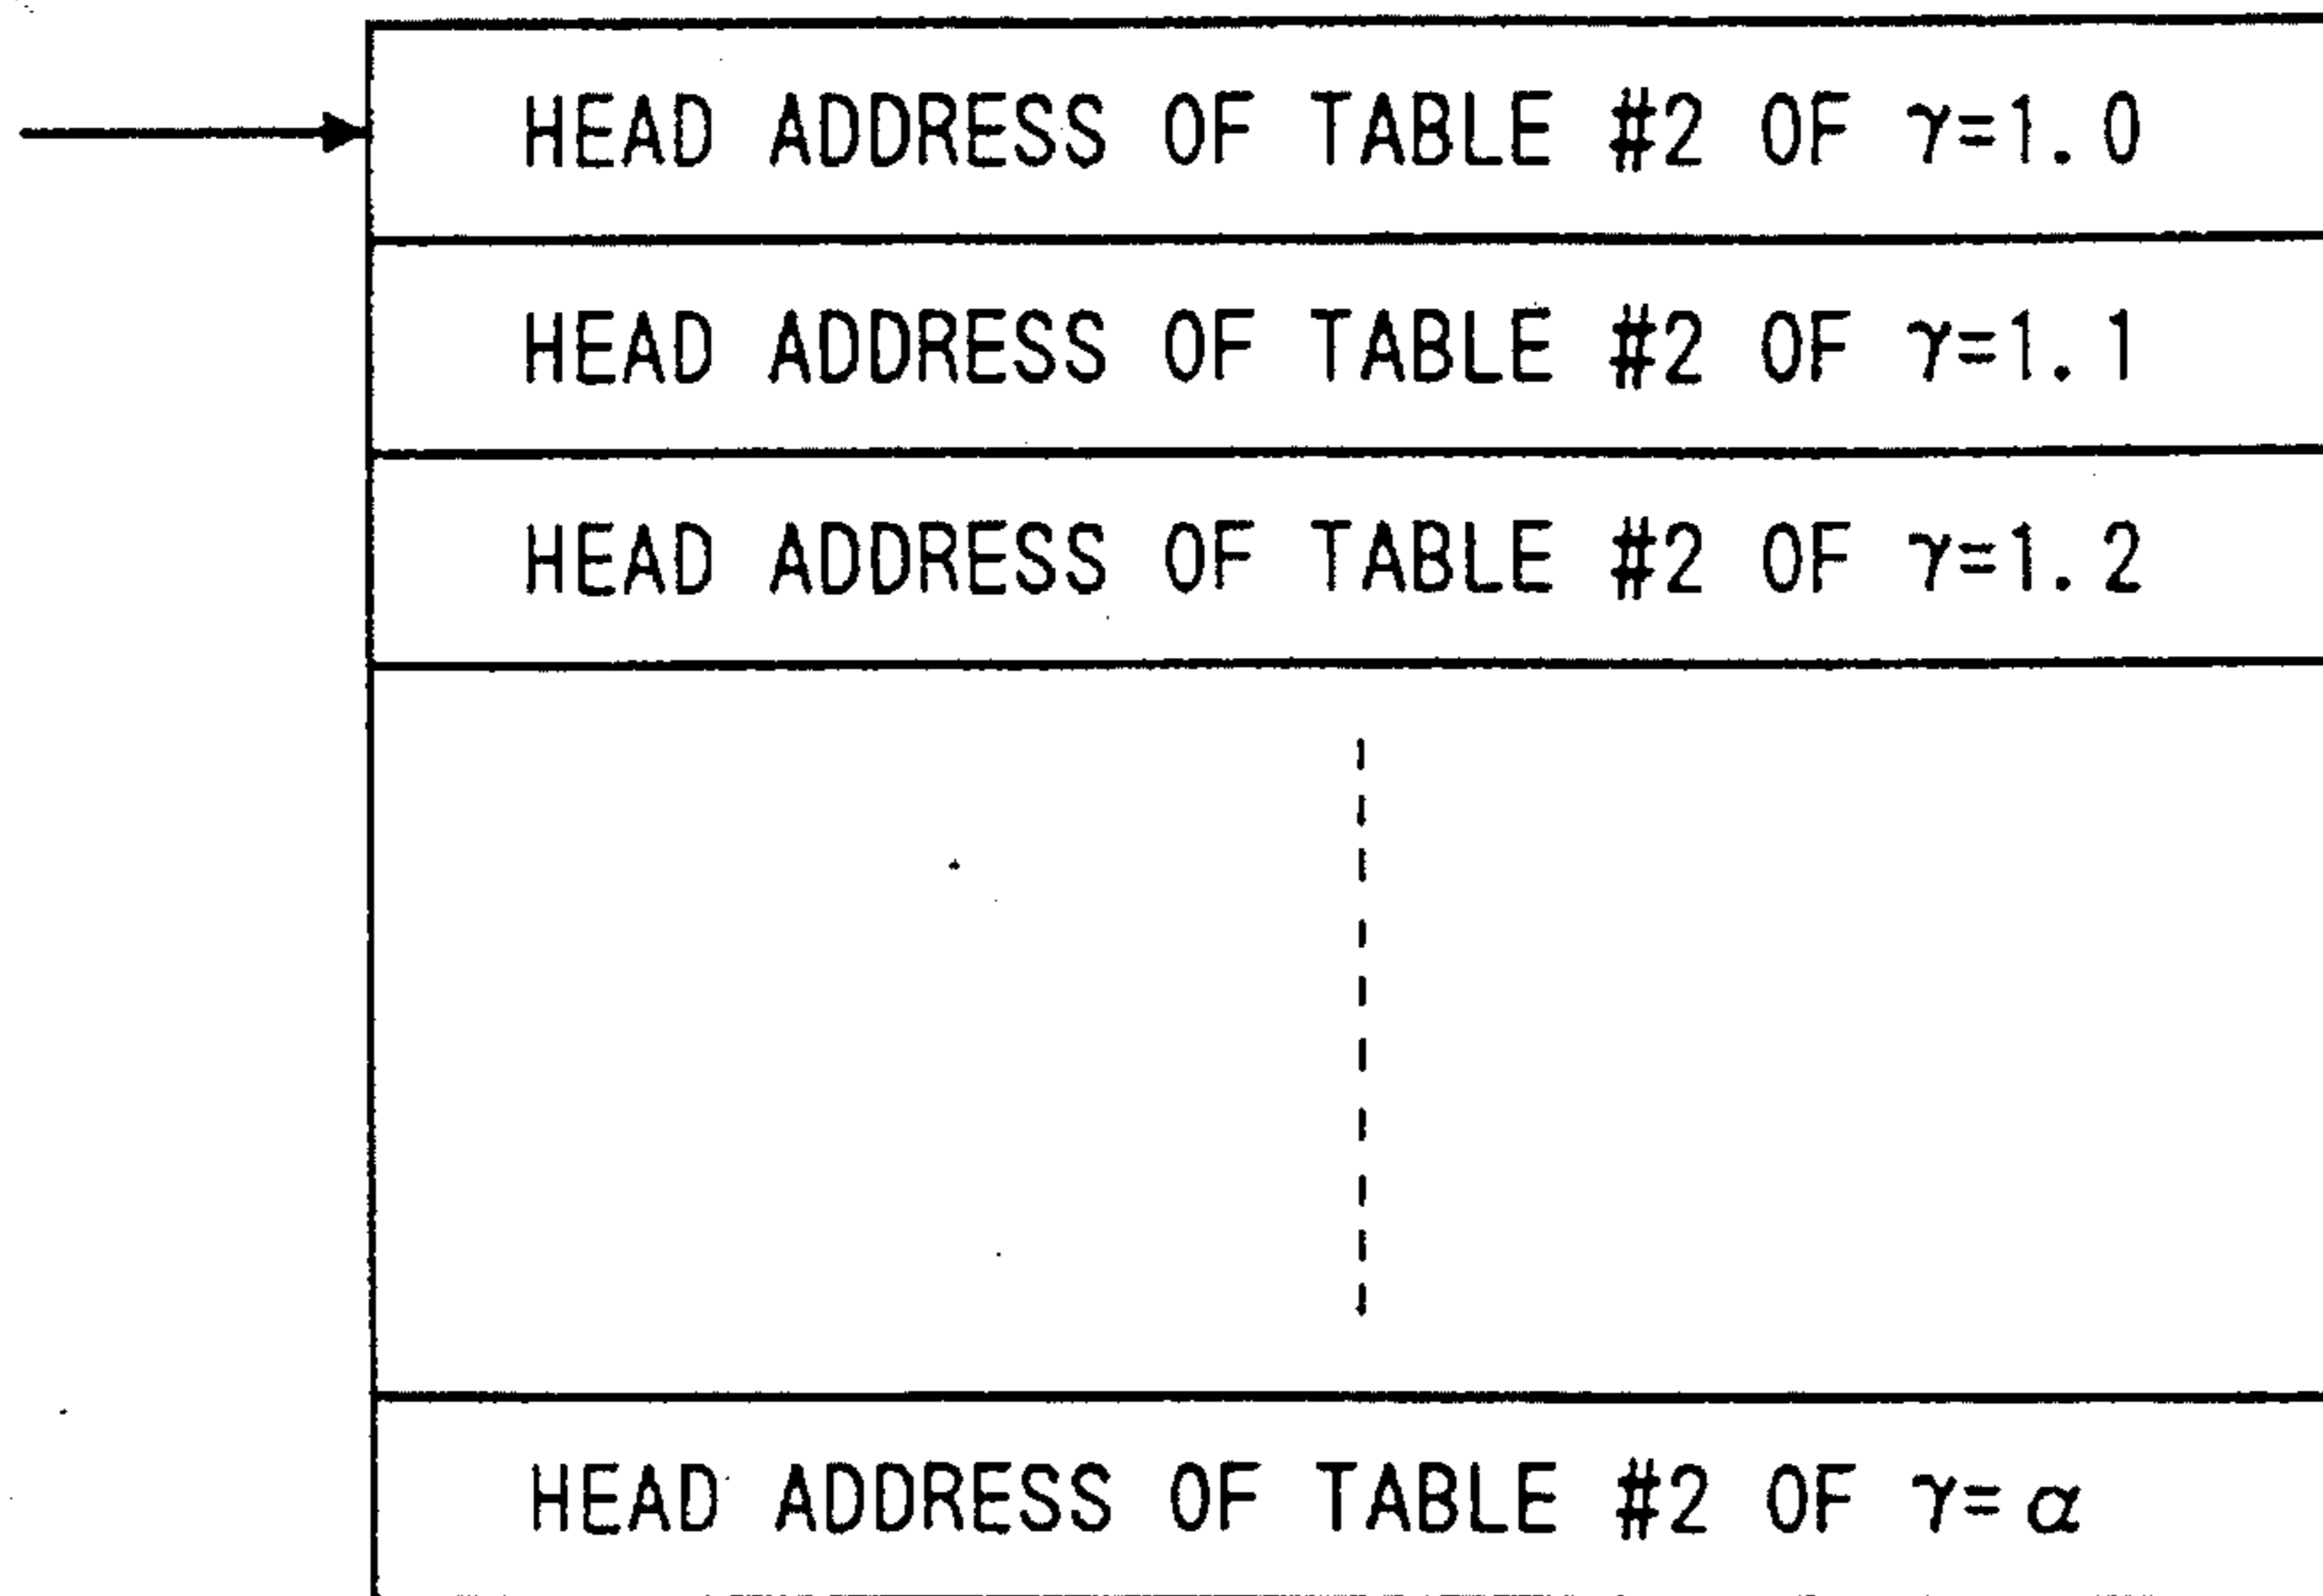 HEAD ADDRESS OF TABLE #2 OF γ=1.0
HEAD ADDRESS OF TABLE #2 OF γ=1.1
HEAD ADDRESS OF TABLE #2 OF γ=1.2
HEAD ADDRESS OF TABLE #2 OF γ=α